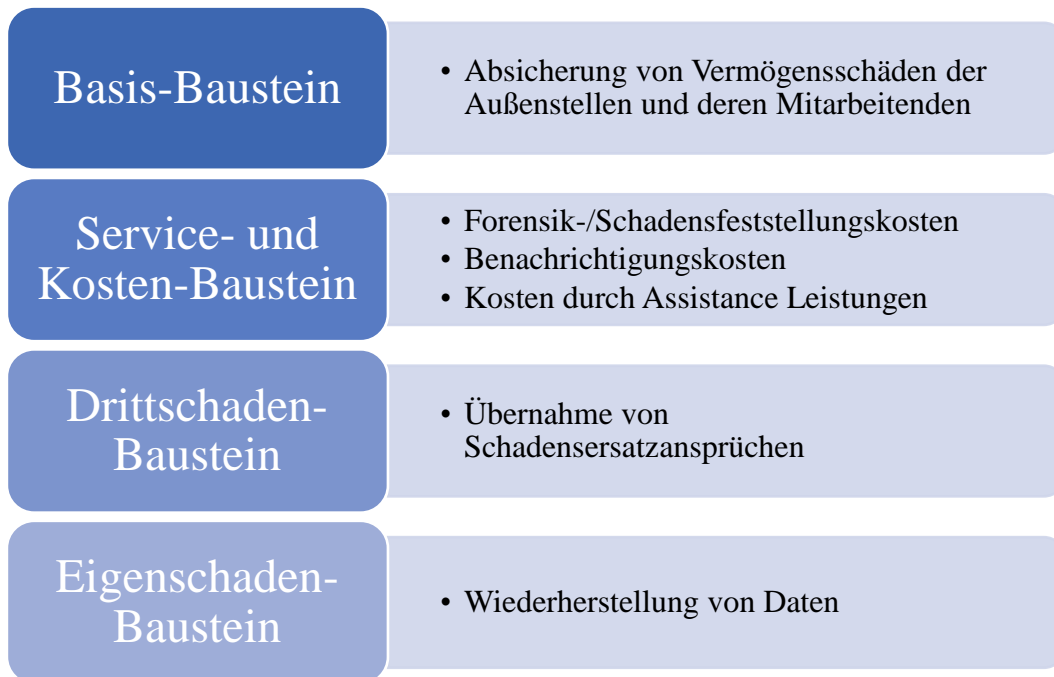 Basis-Baustein
• Absicherung von Vermögensschäden der
Außenstellen und deren Mitarbeitenden
Service- und
Kosten-Baustein
• Forensik-/Schadensfeststellungskosten
• Benachrichtigungskosten
• Kosten durch Assistance Leistungen
Drittschaden-
Baustein
• Übernahme von
Schadensersatzansprüchen
Eigenschaden-
Baustein
• Wiederherstellung von Daten